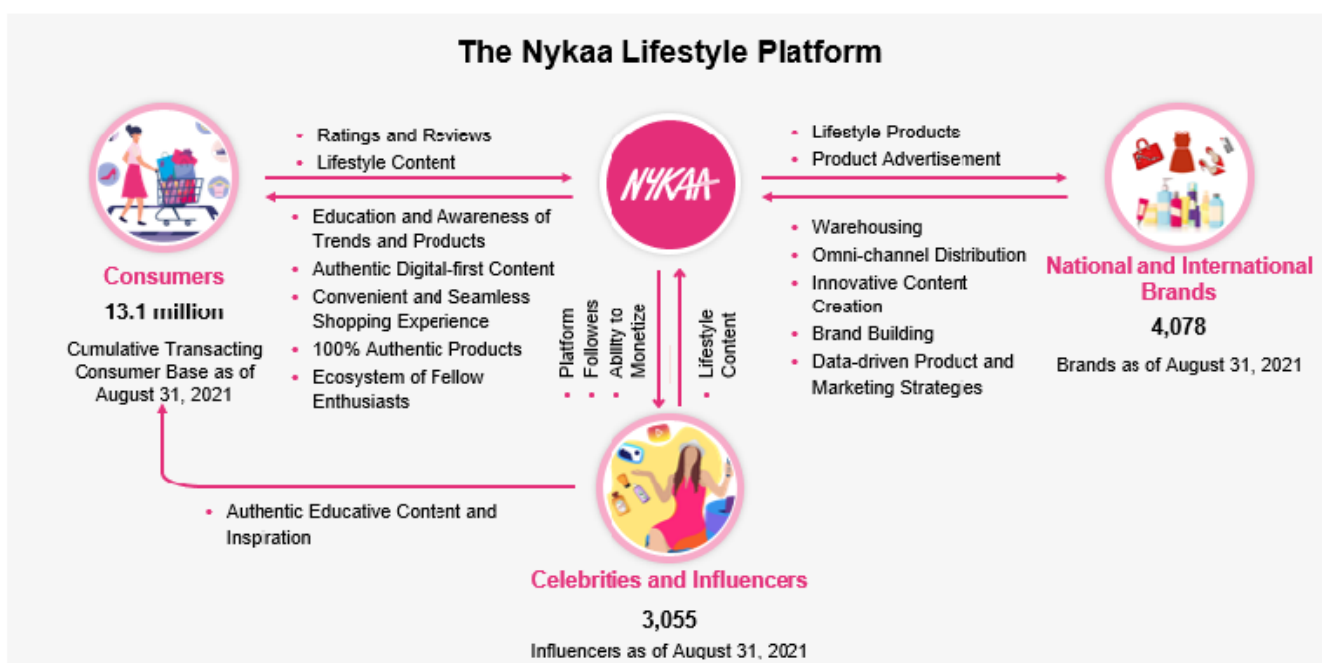 The Nykaa Lifestyle Platform
• Ratings and Reviews
• Lifestyle Content
• Education and Awareness of
Trends and Products
• Authentic Digital-first Content
• Convenient and Seamless
Shopping Experience
• 100% Authentic Products
• Ecosystem of Fellow
Enthusiasts
Consumers
13.1 million
Cumulative Transacting
Consumer Base as of
August 31, 2021
NYKAA
• Platform
• Followers
• Ability to
Monetize
• Lifestyle
Content
• Lifestyle Products
• Product Advertisement
• Warehousing
• Omni-channel Distribution
• Innovative Content
Creation
• Brand Building
• Data-driven Product and
Marketing Strategies
National and International
Brands
4,078
Brands as of August 31, 2021
• Authentic Educative Content and
Inspiration
Celebrities and Influencers
3,055
Influencers as of August 31, 2021